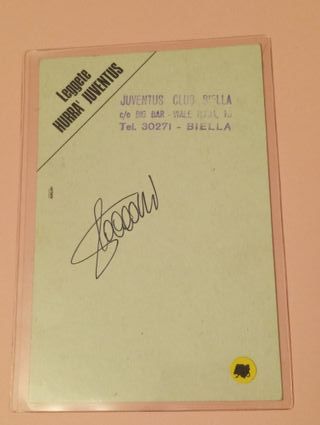 Leggete
HURRA' JUVENTUS
JUVENTUS CLUB BIELLA
c/o BIG BAR - VIALE
Tel. 30271 - BIELLA